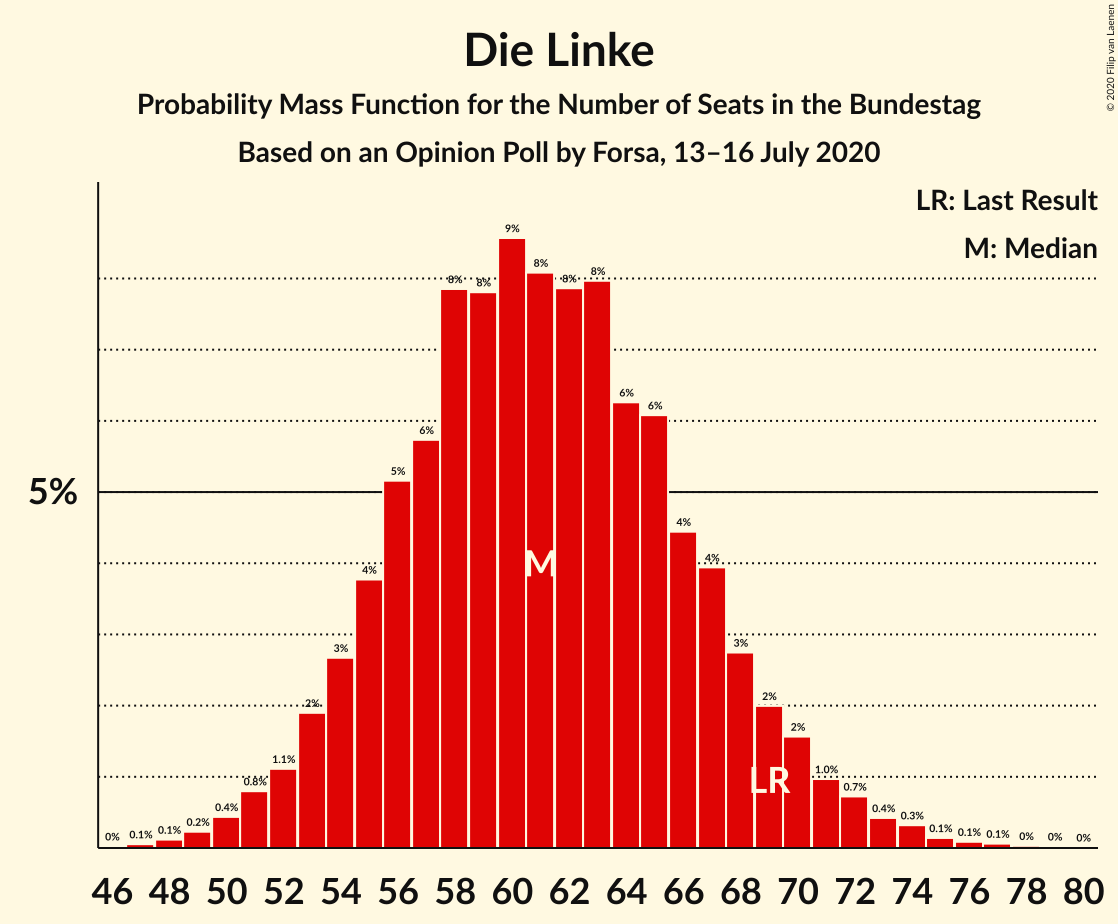 Die Linke
Probability Mass Function for the Number of Seats in the Bundestag
Based on an Opinion Poll by Forsa, 13–16 July 2020
© 2020 Filip van Laenen
LR: Last Result
M: Median
5%
0% 0.1% 0.1% 0.2% 0.4% 0.8% 1.1% 2% 3% 4% 5% 6% 8% 8% 9% 8% 8% 8% 6% 6% 4% 4% 3% 2% 2% 1.0% 0.7% 0.4% 0.3% 0.1% 0.1% 0.1% 0% 0% 0%
M
LR
46 48 50 52 54 56 58 60 62 64 66 68 70 72 74 76 78 80